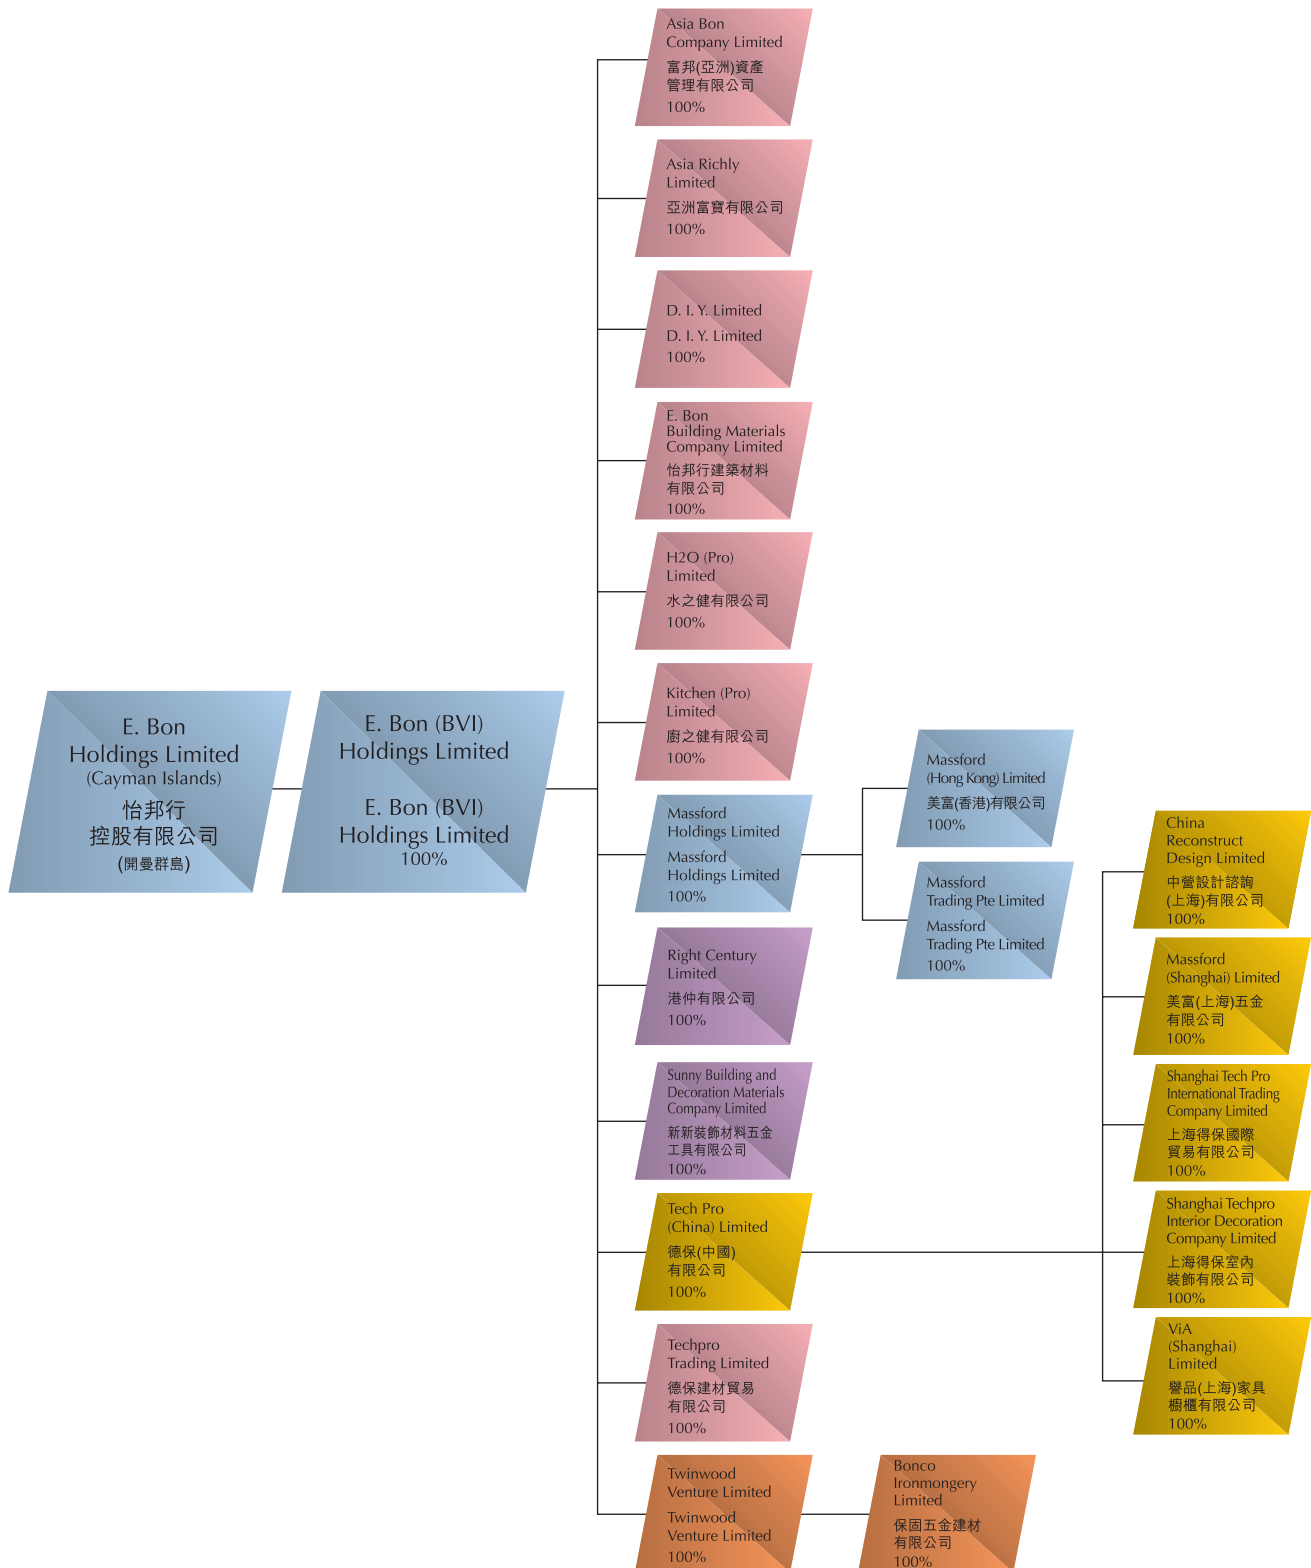 E. Bon
Holdings Limited
(Cayman Islands)
怡邦行
控股有限公司
(開曼群島)
E. Bon (BVI)
Holdings Limited
E. Bon (BVI)
Holdings Limited
100%
Asia Bon
Company Limited
富邦(亞洲)資產
管理有限公司
100%
Asia Richly
Limited
亞洲富寶有限公司
100%
D. I. Y. Limited
D. I. Y. Limited
100%
E. Bon
Building Materials
Company Limited
怡邦行建築材料
有限公司
100%
H2O (Pro)
Limited
水之健有限公司
100%
Kitchen (Pro)
Limited
廚之健有限公司
100%
Massford
Holdings Limited
Massford
Holdings Limited
100%
Massford
(Hong Kong) Limited
美富(香港)有限公司
100%
Massford
Trading Pte Limited
Massford
Trading Pte Limited
100%
Right Century
Limited
港仲有限公司
100%
Sunny Building and
Decoration Materials
Company Limited
新新裝飾材料五金
工具有限公司
100%
Tech Pro
(China) Limited
德保(中國)
有限公司
100%
China
Reconstruct
Design Limited
中營設計諮詢
(上海)有限公司
100%
Massford
(Shanghai) Limited
美富(上海)五金
有限公司
100%
Shanghai Tech Pro
International Trading
Company Limited
上海得保國際
貿易有限公司
100%
Shanghai Techpro
Interior Decoration
Company Limited
上海得保室內
裝飾有限公司
100%
ViA
(Shanghai)
Limited
譽品(上海)家具
櫥櫃有限公司
100%
Techpro
Trading Limited
德保建材貿易
有限公司
100%
Twinwood
Venture Limited
Twinwood
Venture Limited
100%
Bonco
Ironmongery
Limited
保固五金建材
有限公司
100%